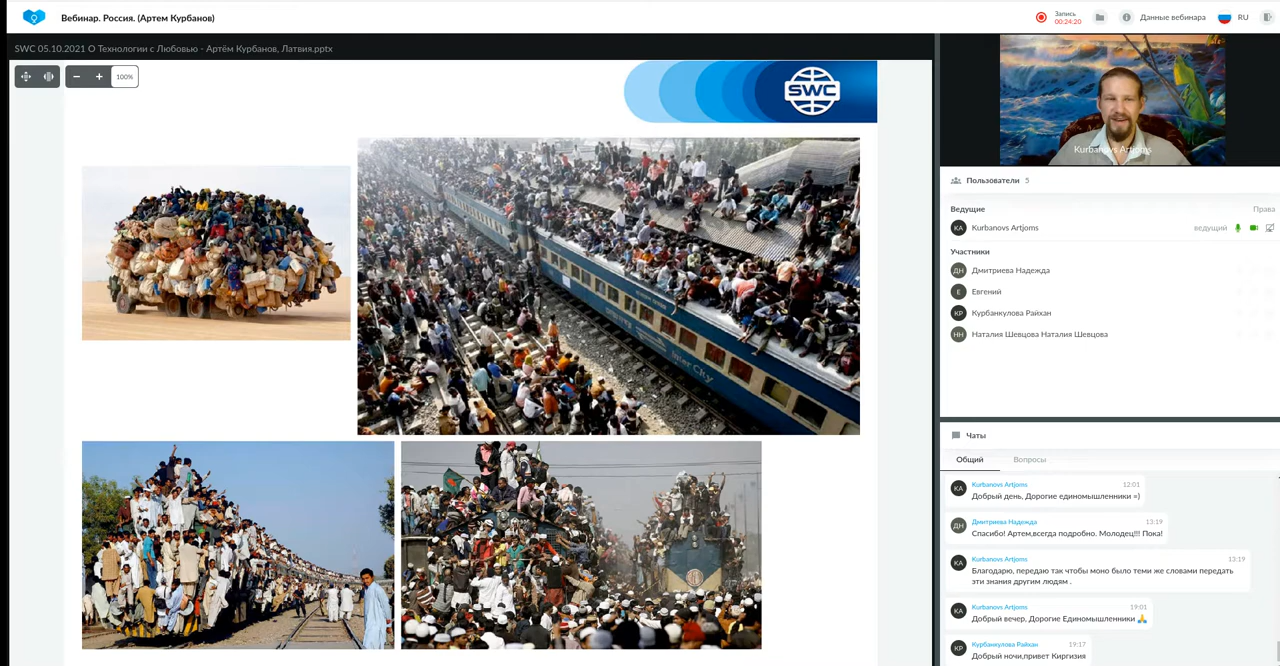 Вебинар. Россия. (Артем Курбанов)
Запись
00:24:20
Данные вебинара
RU
SWC 05.10.2021 О Технологии с Любовью - Артём Курбанов, Латвия.pptx
100%
SWC
Inter City
Kurbanovs Artjoms
Пользователи 5
Ведущие
Права
KA
Kurbanovs Artjoms
ведущий
Участники
ДН
Дмитриева Надежда
Е
Евгений
КР
Курбанкулова Райхан
НН
Наталия Шевцова Наталия Шевцова
Чаты
Общий
Вопросы
KA
Kurbanovs Artjoms
12:01
Добрый день, Дорогие единомышленники =)
ДН
Дмитриева Надежда
13:19
Спасибо! Артем,всегда подробно. Молодец!!! Пока!
KA
Kurbanovs Artjoms
13:19
Благодарю, передаю так чтобы моно было теми же словами передать
эти знания другим людям .
KA
Kurbanovs Artjoms
19:01
Добрый вечер, Дорогие Единомышленники 🙏
КР
Курбанкулова Райхан
19:17
Добрый ночи,привет Киргизия